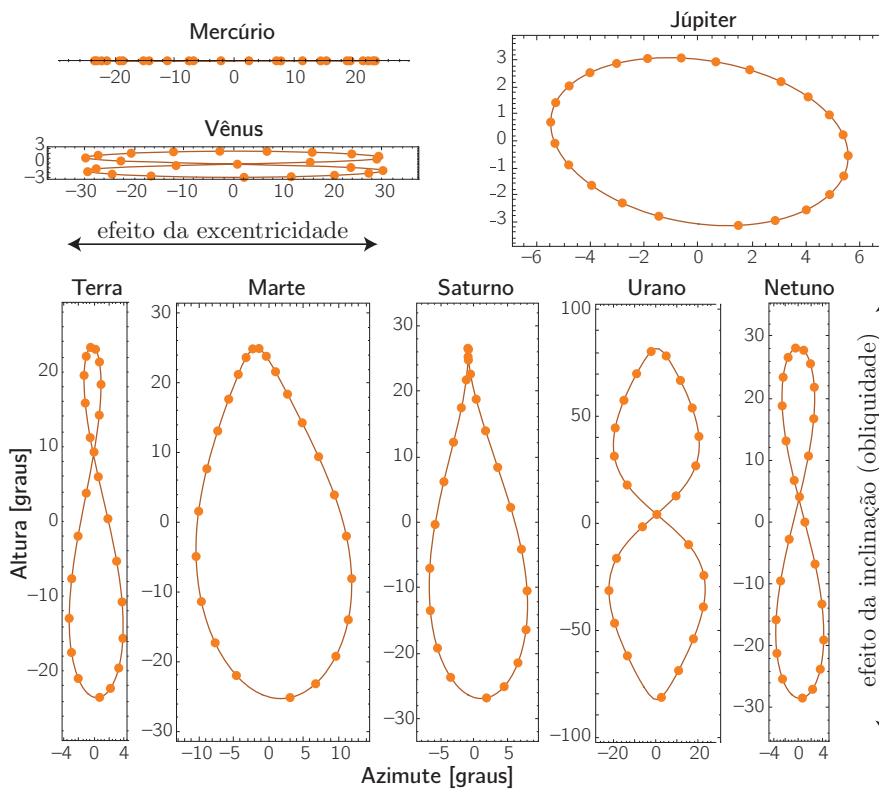 Mercúrio
−20 −10 0 10 20
Vênus
3
0
−3
−30 −20 −10 0 10 20 30
efeito da excentricidade
Júpiter
3
2
1
0
-1
-2
-3
−6 −4 −2 0 2 4 6
Terra
20
10
0
−10
−20
−4 0 4
Marte
30
20
10
0
−10
−20
−30
−10 −5 0 5 10
Saturno
30
20
10
0
−10
−20
−30
−5 0 5
Urano
100
50
0
−50
−100
−20 0 20
Netuno
30
20
10
0
−10
−20
−30
−4 0 4
Altura [graus]
Azimute [graus]
efeito da inclinação (obliquidade)